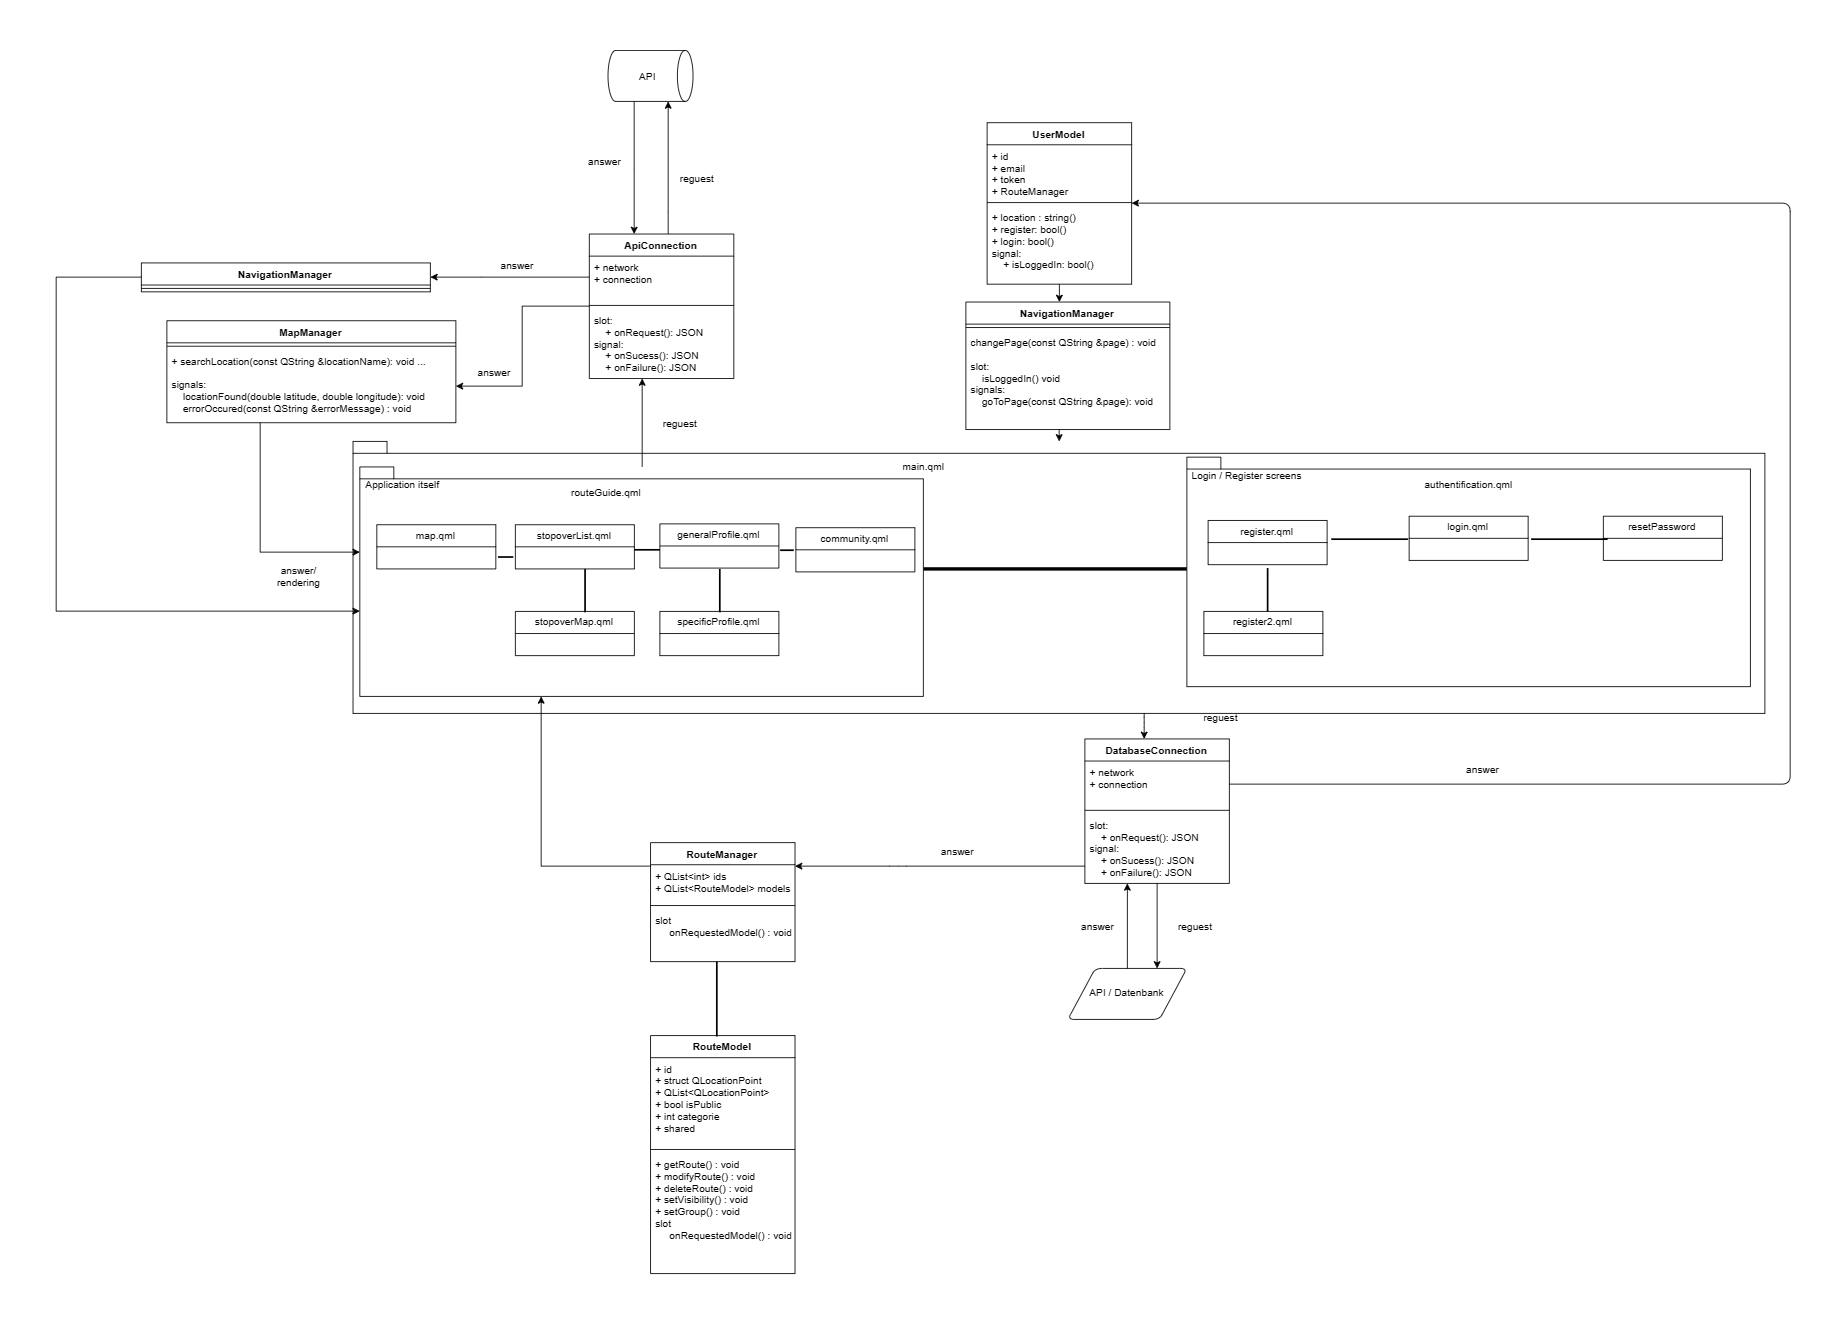 API
answer
reguest
UserModel
+ id
+ email
+ token
+ RouteManager
+ location : string()
+ register: bool()
+ login: bool()
signal:
+ isLoggedIn: bool()
ApiConnection
+ network
+ connection
slot:
+ onRequest(): JSON
signal:
+ onSucess(): JSON
+ onFailure(): JSON
answer
NavigationManager
MapManager
+ searchLocation(const QString &locationName): void ...
signals:
locationFound(double latitude, double longitude): void
errorOccured(const QString &errorMessage) : void
answer
NavigationManager
changePage(const QString &page) : void
slot:
isLoggedIn() void
signals:
goToPage(const QString &page): void
reguest
main.qml
Application itself
routeGuide.qml
map.qml
stopoverList.qml
generalProfile.qml
community.qml
stopoverMap.qml
specificProfile.qml
Login / Register screens
authentification.qml
register.qml
login.qml
resetPassword
register2.qml
answer/
rendering
reguest
DatabaseConnection
+ network
+ connection
slot:
+ onRequest(): JSON
signal:
+ onSucess(): JSON
+ onFailure(): JSON
answer
answer
RouteManager
+ QList<int> ids
+ QList<RouteModel> models
slot
onRequestedModel() : void
answer
reguest
API / Datenbank
RouteModel
+ id
+ struct QLocationPoint
+ QList<QLocationPoint>
+ bool isPublic
+ int categorie
+ shared
+ getRoute() : void
+ modifyRoute() : void
+ deleteRoute() : void
+ setVisibility() : void
+ setGroup() : void
slot
onRequestedModel() : void